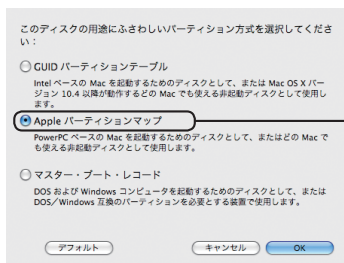 このディスクの用途にふさわしいパーティション方式を選択してくださ
い：
GUID パーティションテーブル
Intel ベースの Mac を起動するためのディスクとして、または Mac OS X バー
ジョン 10.4 以降が動作するどの Mac でも使える非起動ディスクとして使用し
ます。
Apple パーティションマップ
PowerPC ベースの Mac を起動するためのディスクとして、またはどの Mac で
も使える非起動ディスクとして使用します。
マスター・ブート・レコード
DOS および Windows コンピュータを起動するためのディスクとして、または
DOS／Windows 互換のパーティションを必要とする装置で使用します。
デフォルト キャンセル OK